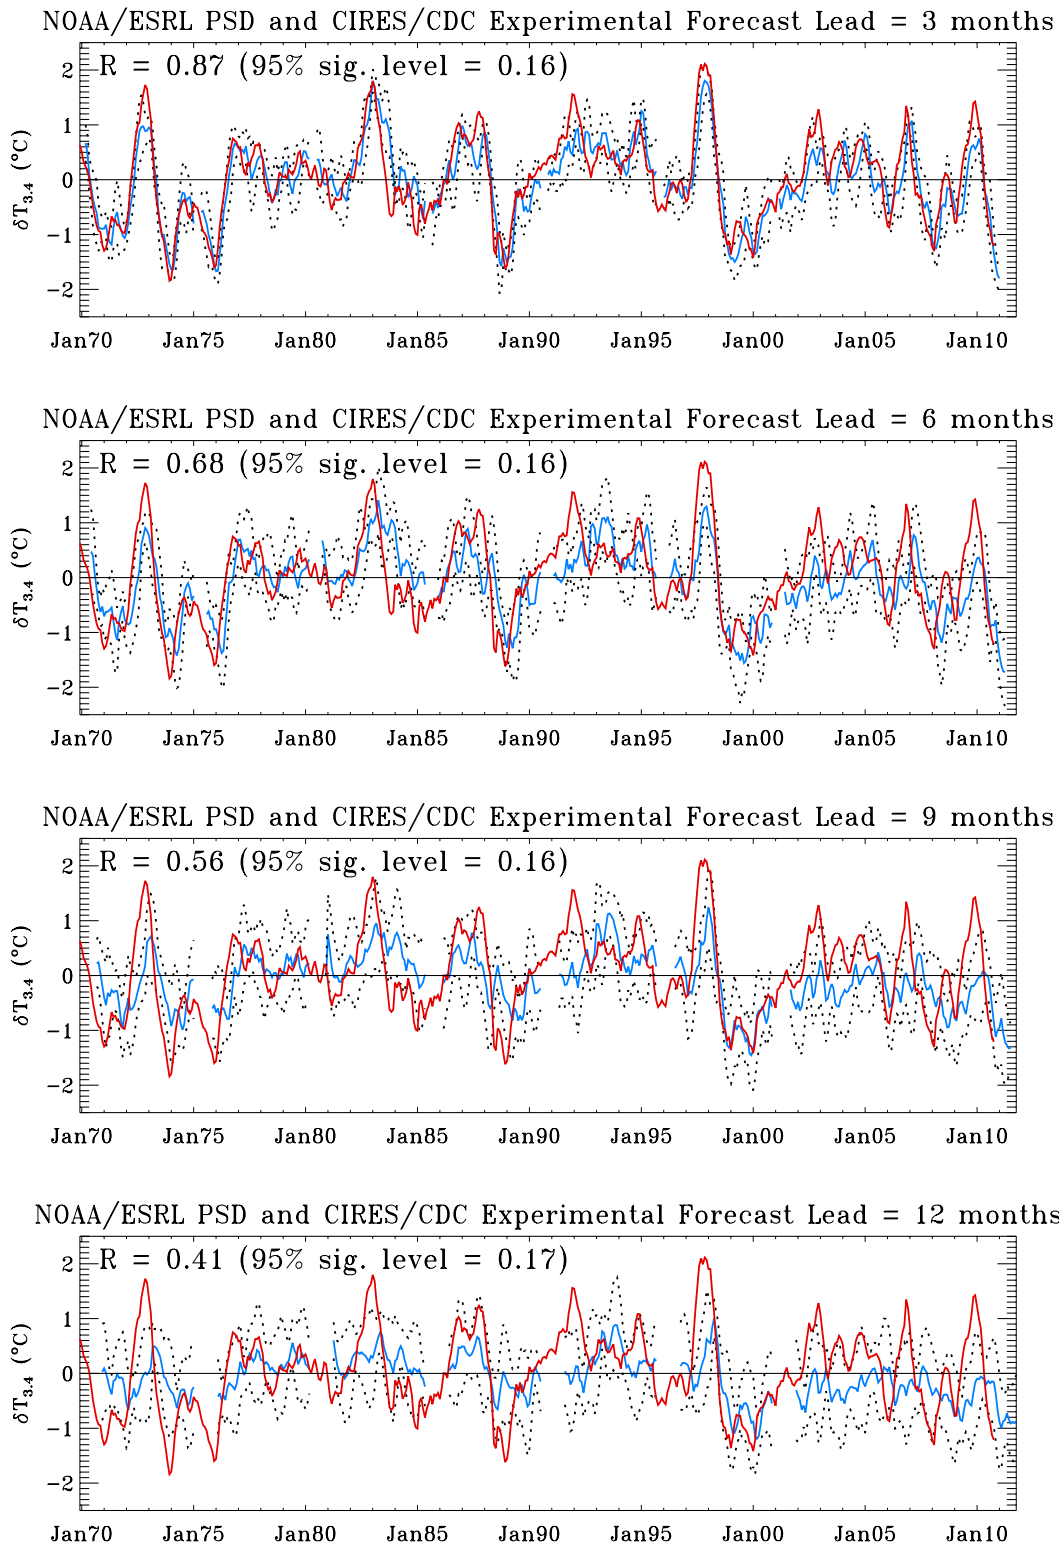 NOAA/ESRL PSD and CIRES/CDC Experimental Forecast Lead = 3 months
R = 0.87 (95% sig. level = 0.16)
2
1
0
−1
−2
δT3.4 (°C)
Jan70 Jan75 Jan80 Jan85 Jan90 Jan95 Jan00 Jan05 Jan10
NOAA/ESRL PSD and CIRES/CDC Experimental Forecast Lead = 6 months
R = 0.68 (95% sig. level = 0.16)
2
1
0
−1
−2
δT3.4 (°C)
Jan70 Jan75 Jan80 Jan85 Jan90 Jan95 Jan00 Jan05 Jan10
NOAA/ESRL PSD and CIRES/CDC Experimental Forecast Lead = 9 months
R = 0.56 (95% sig. level = 0.16)
2
1
0
−1
−2
δT3.4 (°C)
Jan70 Jan75 Jan80 Jan85 Jan90 Jan95 Jan00 Jan05 Jan10
NOAA/ESRL PSD and CIRES/CDC Experimental Forecast Lead = 12 months
R = 0.41 (95% sig. level = 0.17)
2
1
0
−1
−2
δT3.4 (°C)
Jan70 Jan75 Jan80 Jan85 Jan90 Jan95 Jan00 Jan05 Jan10